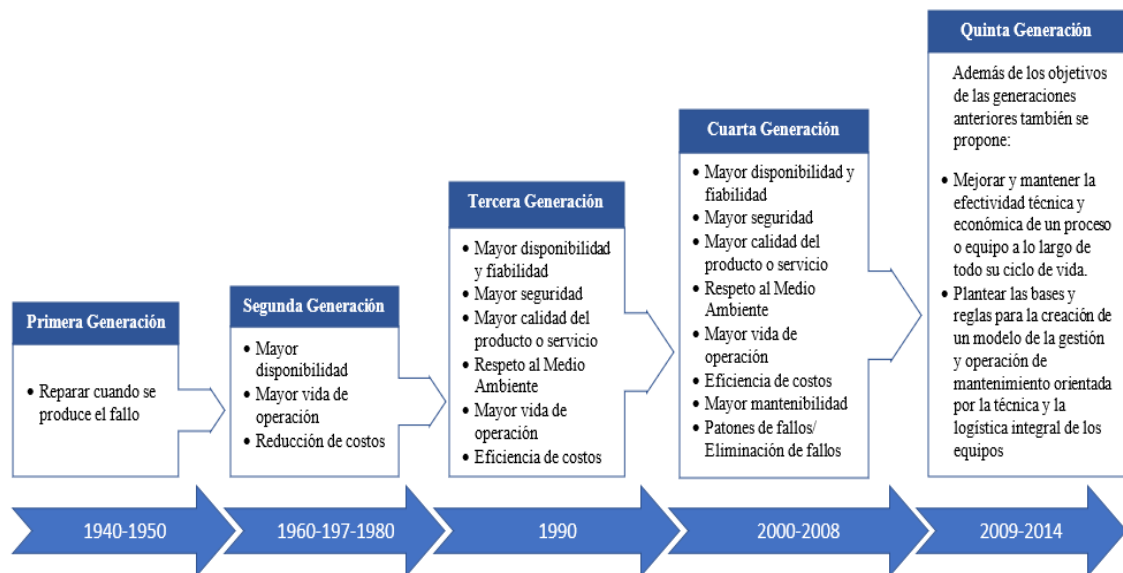 Primera Generación
• Reparar cuando se
produce el fallo
Segunda Generación
• Mayor
disponibilidad
• Mayor vida de
operación
• Reducción de costos
Tercera Generación
• Mayor disponibilidad
y fiabilidad
• Mayor seguridad
• Mayor calidad del
producto o servicio
• Respeto al Medio
Ambiente
• Mayor vida de
operación
• Eficiencia de costos
Cuarta Generación
• Mayor disponibilidad y
fiabilidad
• Mayor seguridad
• Mayor calidad del
producto o servicio
• Respeto al Medio
Ambiente
• Mayor vida de
operación
• Eficiencia de costos
• Mayor mantenibilidad
• Patones de fallos/
Eliminación de fallos
Quinta Generación
Además de los objetivos
de las generaciones
anteriores también se
propone:
• Mejorar y mantener la
efectividad técnica y
económica de un proceso
o equipo a lo largo de
todo su ciclo de vida.
• Plantear las bases y
reglas para la creación de
un modelo de la gestión
y operación de
mantenimiento orientada
por la técnica y la
logística integral de los
equipos
1940-1950
1960-197-1980
1990
2000-2008
2009-2014